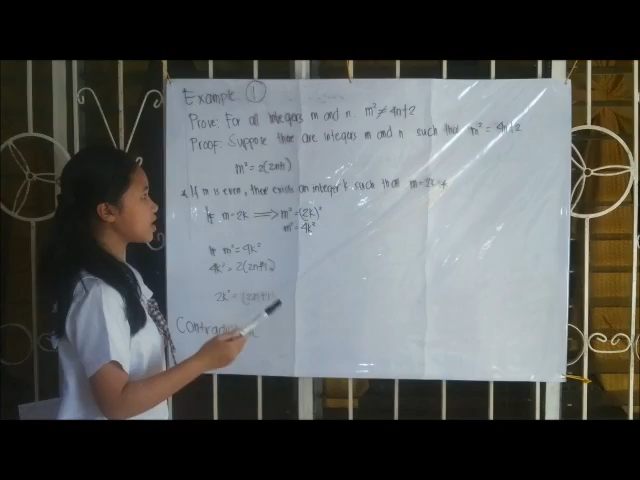 Example ①
Prove: For all integers m and n. m² ≠ 4n+2
Proof: Suppose there are integers m and n such that m² = 4n+2
m² = 2(2n+1)
* If m is even, there exists an integer k such that m=2k
If m=2k ⟹ m² = (2k)²
m² = 4k²
If m² = 4k²
4k² = 2(2n+1)
2k² = (2n+1)